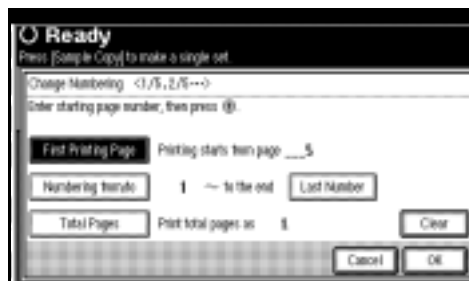 Ready
Press [Sample Copy] to make a single set.
Change Numbering <1/5,2/5···>
Enter starting page number, then press
First Printing Page Printing starts from page ___5
Numbering from/to 1 ～ to the end Last Number
Total Pages Print total pages as Clear
Cancel OK